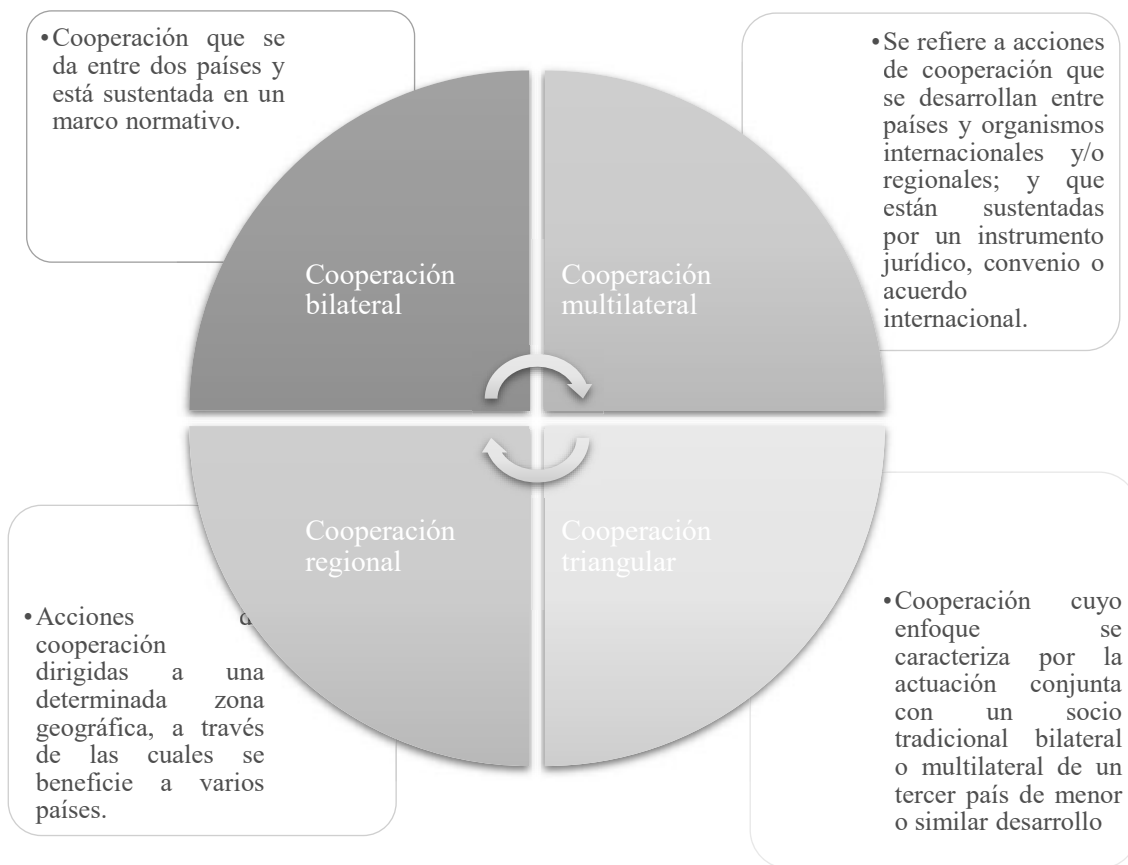 •Cooperación que se
da entre dos países y
está sustentada en un
marco normativo.
•Se refiere a acciones
de cooperación que
se desarrollan entre
países y organismos
internacionales y/o
regionales; y que
están sustentadas
por un instrumento
jurídico, convenio o
acuerdo
internacional.
Cooperación
bilateral
Cooperación
multilateral
Cooperación
regional
Cooperación
triangular
•Acciones
cooperación
dirigidas a una
determinada zona
geográfica, a través
de las cuales se
beneficie a varios
países.
•Cooperación cuyo
enfoque se
caracteriza por la
actuación conjunta
con un socio
tradicional bilateral
o multilateral de un
tercer país de menor
o similar desarrollo